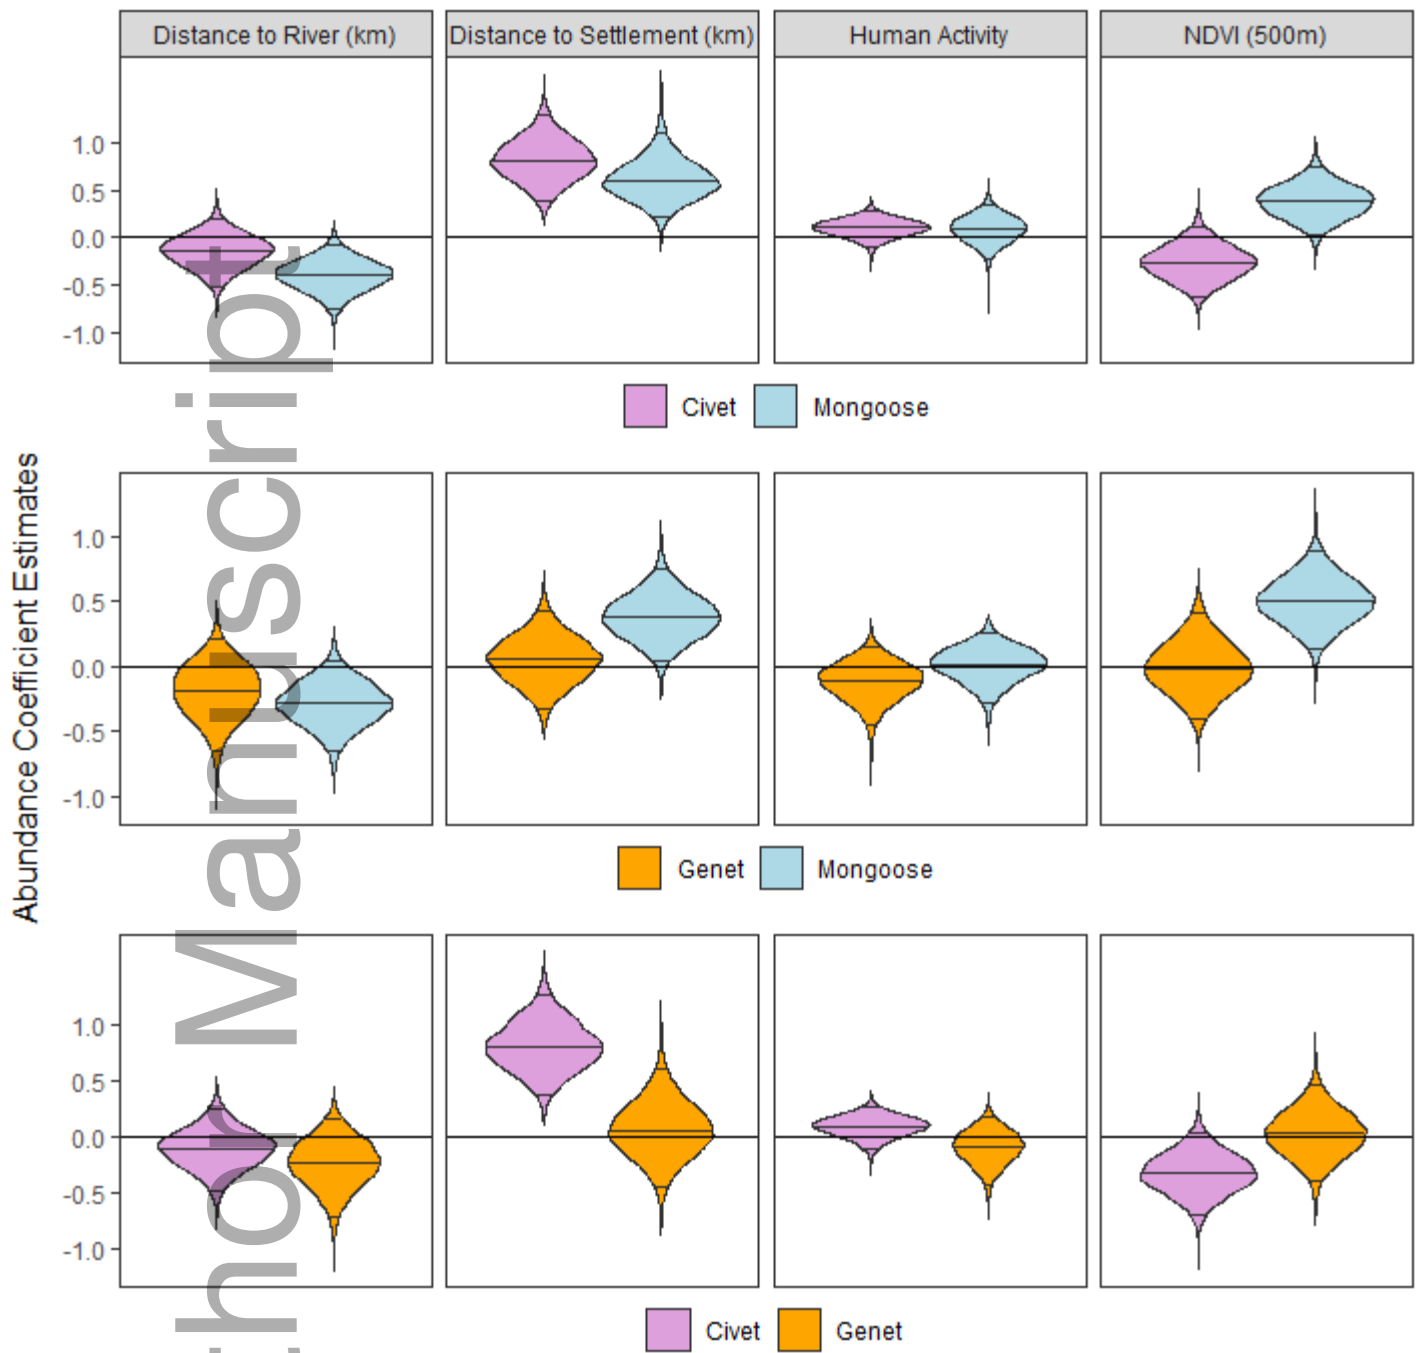 Distance to River (km) Distance to Settlement (km) Human Activity NDVI (500m)
1.0
0.5
0.0
-0.5
-1.0
Civet Mongoose
Abundance Coefficient Estimates
1.0
0.5
0.0
-0.5
-1.0
Genet Mongoose
1.0
0.5
0.0
-0.5
-1.0
Civet Genet
hor Manuscript